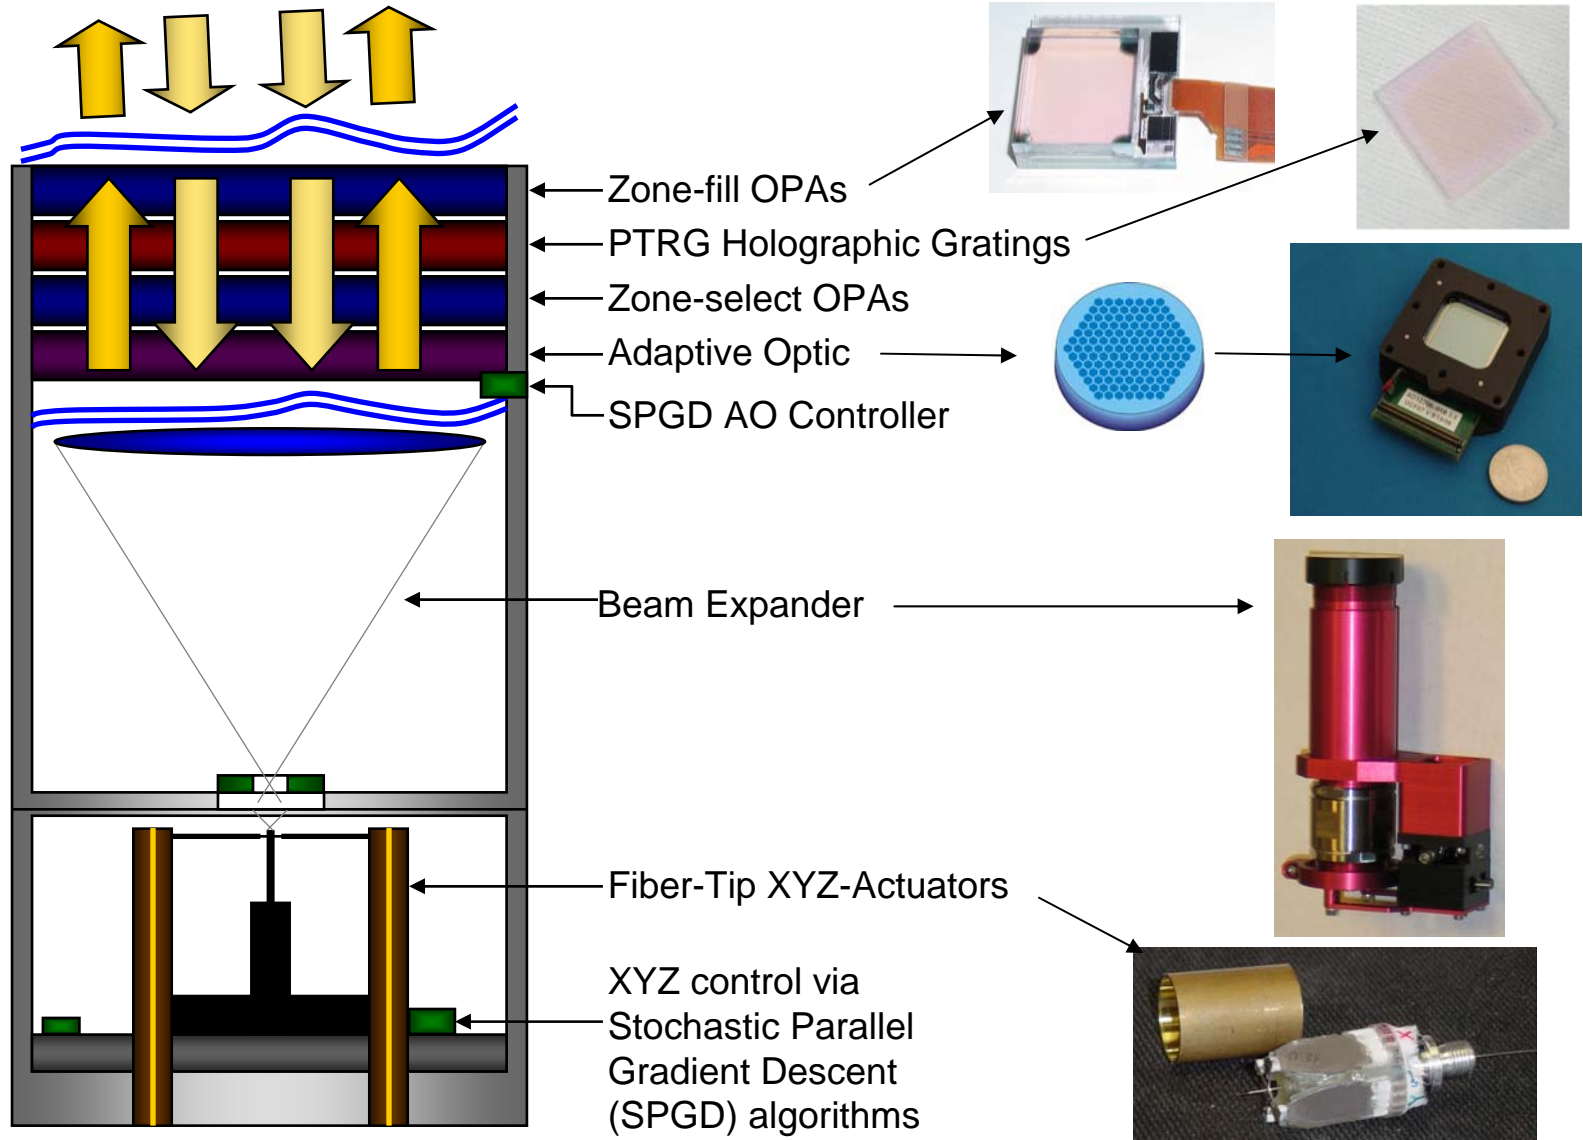 Zone-fill OPAs
PTRG Holographic Gratings
Zone-select OPAs
Adaptive Optic
SPGD AO Controller
Beam Expander
Fiber-Tip XYZ-Actuators
XYZ control via
Stochastic Parallel
Gradient Descent
(SPGD) algorithms
X
Y